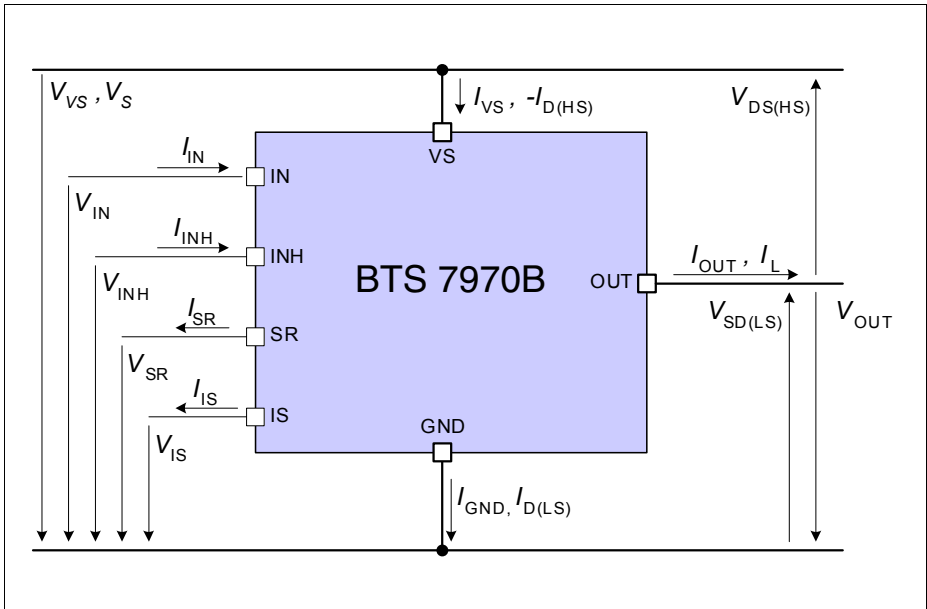 V_VS , V_S
I_VS , -I_D(HS)
V_DS(HS)
VS
I_IN
IN
V_IN
I_INH
INH
V_INH
BTS 7970B
OUT
I_OUT , I_L
V_SD(LS)
V_OUT
I_SR
SR
V_SR
I_IS
IS
V_IS
GND
I_GND, I_D(LS)